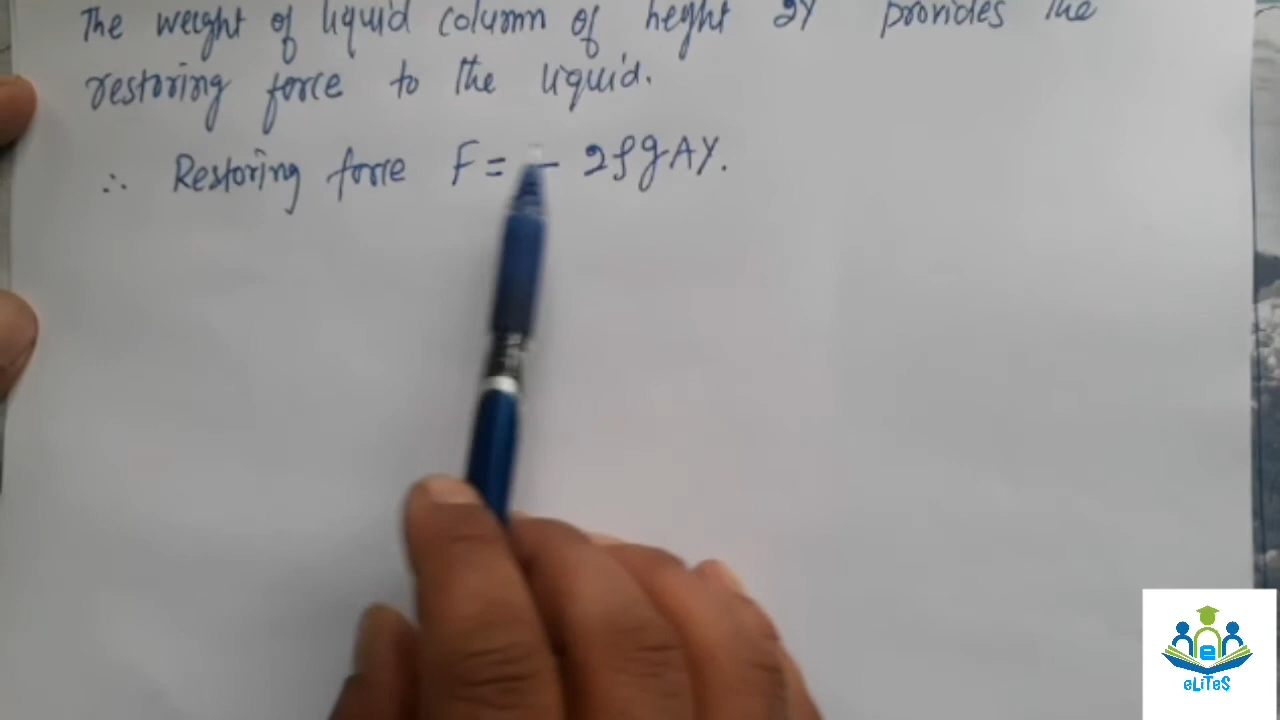 The weight of liquid column of height 2Y provides the
restoring force to the liquid.
∴ Restoring force F = - 2ρgAY.
e
eLiTeS